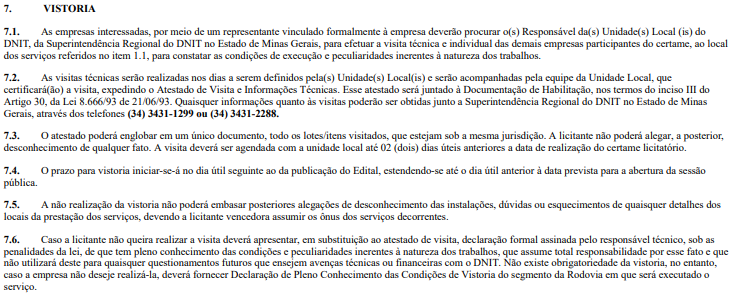 7. VISTORIA
7.1. As empresas interessadas, por meio de um representante vinculado formalmente à empresa deverão procurar o(s) Responsável da(s) Unidade(s) Local (is) do
DNIT, da Superintendência Regional do DNIT no Estado de Minas Gerais, para efetuar a visita técnica e individual das demais empresas participantes do certame, ao local
dos serviços referidos no item 1.1, para constatar as condições de execução e peculiaridades inerentes à natureza dos trabalhos.
7.2. As visitas técnicas serão realizadas nos dias a serem definidos pela(s) Unidade(s) Local(is) e serão acompanhadas pela equipe da Unidade Local, que
certificará(ão) a visita, expedindo o Atestado de Visita e Informações Técnicas. Esse atestado será juntado à Documentação de Habilitação, nos termos do inciso III do
Artigo 30, da Lei 8.666/93 de 21/06/93. Quaisquer informações quanto às visitas poderão ser obtidas junto a Superintendência Regional do DNIT no Estado de Minas
Gerais, através dos telefones (34) 3431-1299 ou (34) 3431-2288.
7.3. O atestado poderá englobar em um único documento, todo os lotes/itens visitados, que estejam sob a mesma jurisdição. A licitante não poderá alegar, a posterior,
desconhecimento de qualquer fato. A visita deverá ser agendada com a unidade local até 02 (dois) dias úteis anteriores a data de realização do certame licitatório.
7.4. O prazo para vistoria iniciar-se-á no dia útil seguinte ao da publicação do Edital, estendendo-se até o dia útil anterior à data prevista para a abertura da sessão
pública.
7.5. A não realização da vistoria não poderá embasar posteriores alegações de desconhecimento das instalações, dúvidas ou esquecimentos de quaisquer detalhes dos
locais da prestação dos serviços, devendo a licitante vencedora assumir os ônus dos serviços decorrentes.
7.6. Caso a licitante não queira realizar a visita deverá apresentar, em substituição ao atestado de visita, declaração formal assinada pelo responsável técnico, sob as
penalidades da lei, de que tem pleno conhecimento das condições e peculiaridades inerentes à natureza dos trabalhos, que assume total responsabilidade por esse fato e que
não utilizará deste para quaisquer questionamentos futuros que ensejem avenças técnicas ou financeiras com o DNIT. Não existe obrigatoriedade da vistoria, no entanto,
caso a empresa não deseje realizá-la, deverá fornecer Declaração de Pleno Conhecimento das Condições de Vistoria do segmento da Rodovia em que será executado o
serviço.